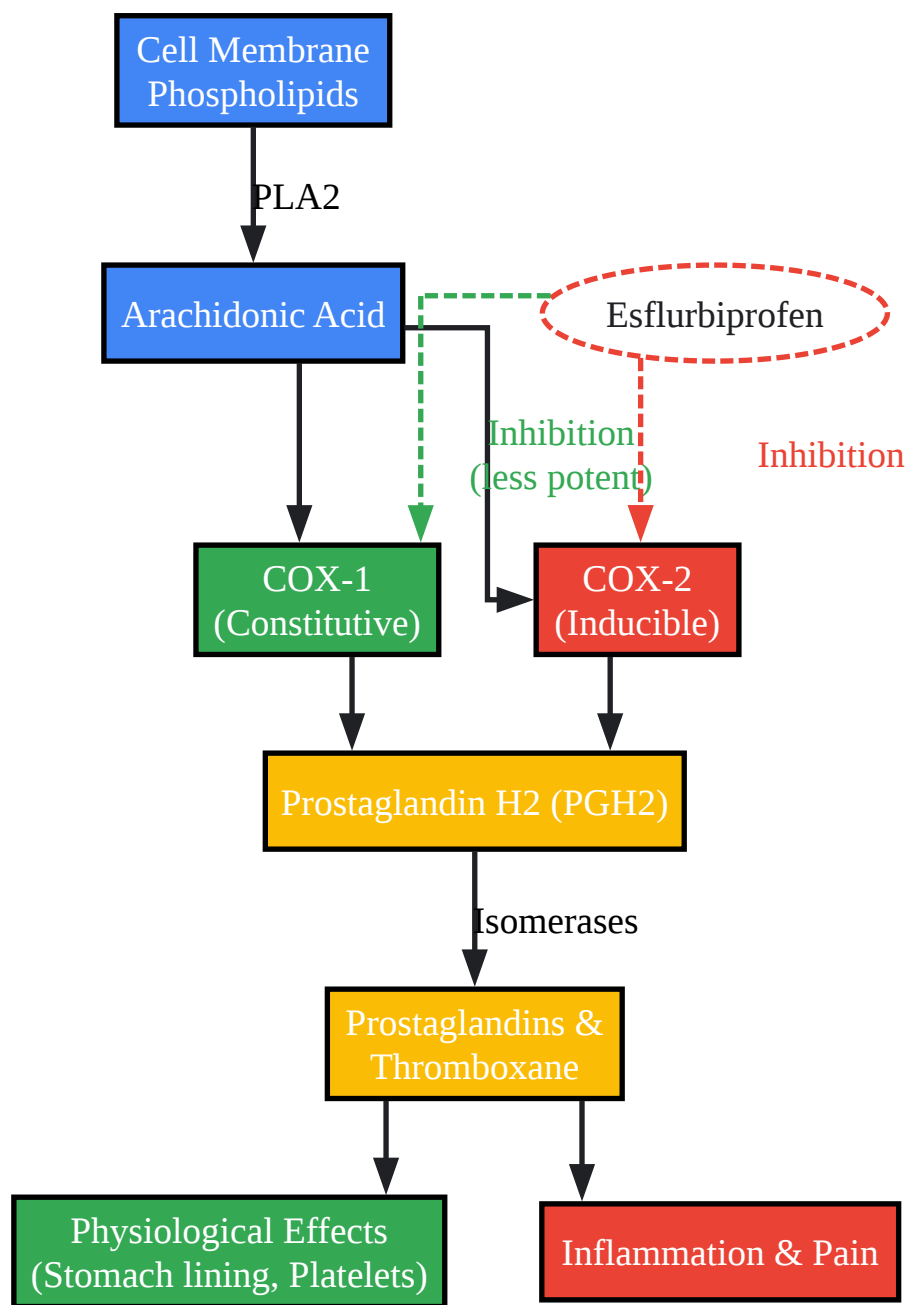 Cell Membrane
Phospholipids
PLA2
Arachidonic Acid
Esflurbiprofen
Inhibition
(less potent)
Inhibition
COX-1
(Constitutive)
COX-2
(Inducible)
Prostaglandin H2 (PGH2)
Isomerases
Prostaglandins &
Thromboxane
Physiological Effects
(Stomach lining, Platelets)
Inflammation & Pain